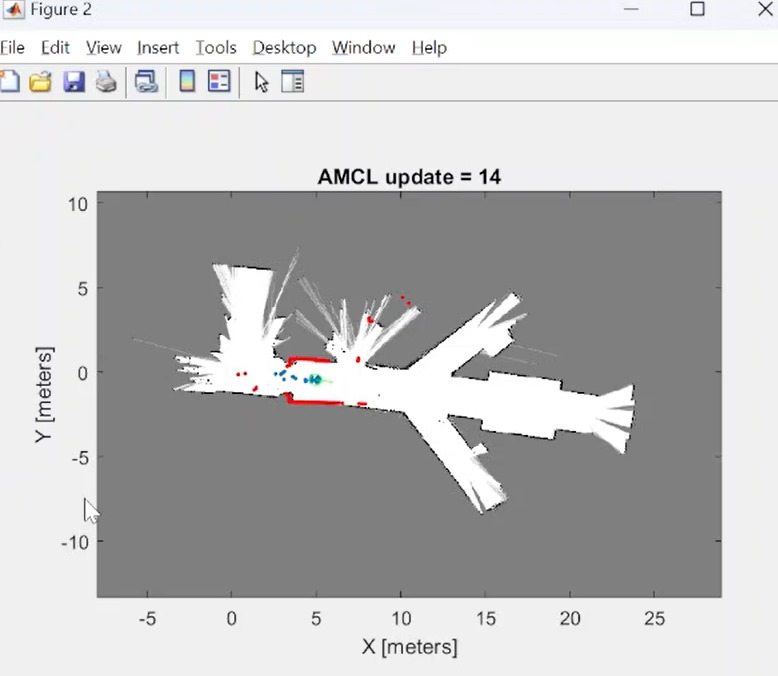 Figure 2
File Edit View Insert Tools Desktop Window Help
AMCL update = 14
10
5
0
-5
-10
Y [meters]
-5 0 5 10 15 20 25
X [meters]